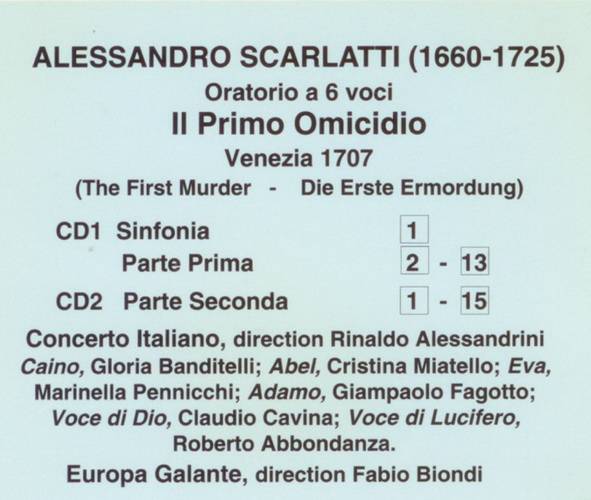 ALESSANDRO SCARLATTI (1660-1725)
Oratorio a 6 voci
Il Primo Omicidio
Venezia 1707
(The First Murder - Die Erste Ermordung)
CD1 Sinfonia 1
Parte Prima 2 - 13
CD2 Parte Seconda 1 - 15
Concerto Italiano, direction Rinaldo Alessandrini
Caino, Gloria Banditelli; Abel, Cristina Miatello; Eva,
Marinella Pennicchi; Adamo, Giampaolo Fagotto;
Voce di Dio, Claudio Cavina; Voce di Lucifero,
Roberto Abbondanza.
Europa Galante, direction Fabio Biondi